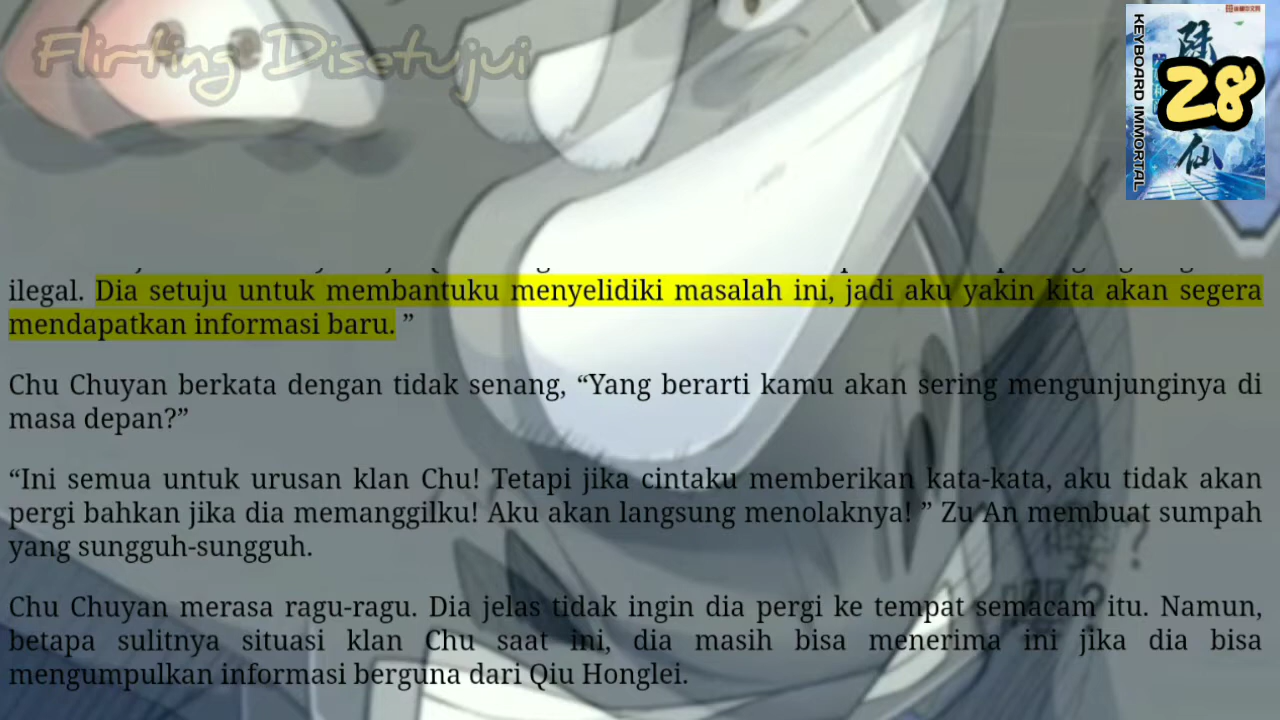 Flirting Disetujui
陆
仙
KEYBOARD IMMORTAL
28
ilegal. Dia setuju untuk membantuku menyelidiki masalah ini, jadi aku yakin kita akan segera
mendapatkan informasi baru. ”
Chu Chuyan berkata dengan tidak senang, “Yang berarti kamu akan sering mengunjunginya di
masa depan?”
“Ini semua untuk urusan klan Chu! Tetapi jika cintaku memberikan kata-kata, aku tidak akan
pergi bahkan jika dia memanggilku! Aku akan langsung menolaknya! ” Zu An membuat sumpah
yang sungguh-sungguh.
Chu Chuyan merasa ragu-ragu. Dia jelas tidak ingin dia pergi ke tempat semacam itu. Namun,
betapa sulitnya situasi klan Chu saat ini, dia masih bisa menerima ini jika dia bisa
mengumpulkan informasi berguna dari Qiu Honglei.